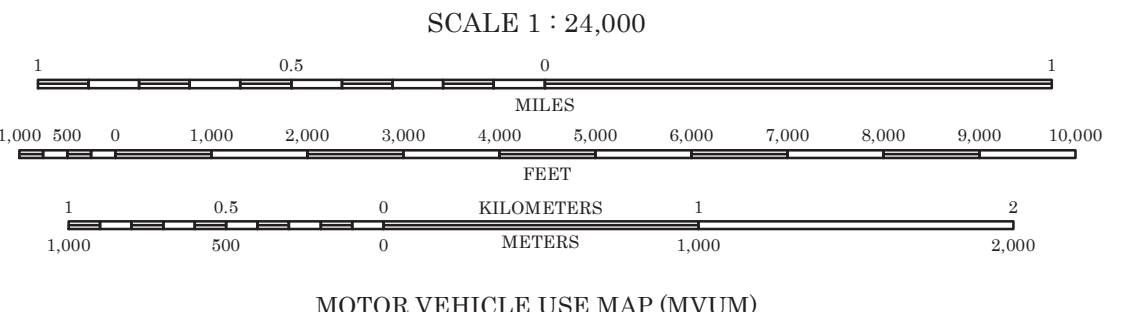 SCALE 1 : 24,000
1 0.5 0 1
MILES
1,000 500 0 1,000 2,000 3,000 4,000 5,000 6,000 7,000 8,000 9,000 10,000
FEET
1 0.5 0 KILOMETERS 1 2
1,000 500 0 METERS 1,000 2,000
MOTOR VEHICLE USE MAP (MVUM)